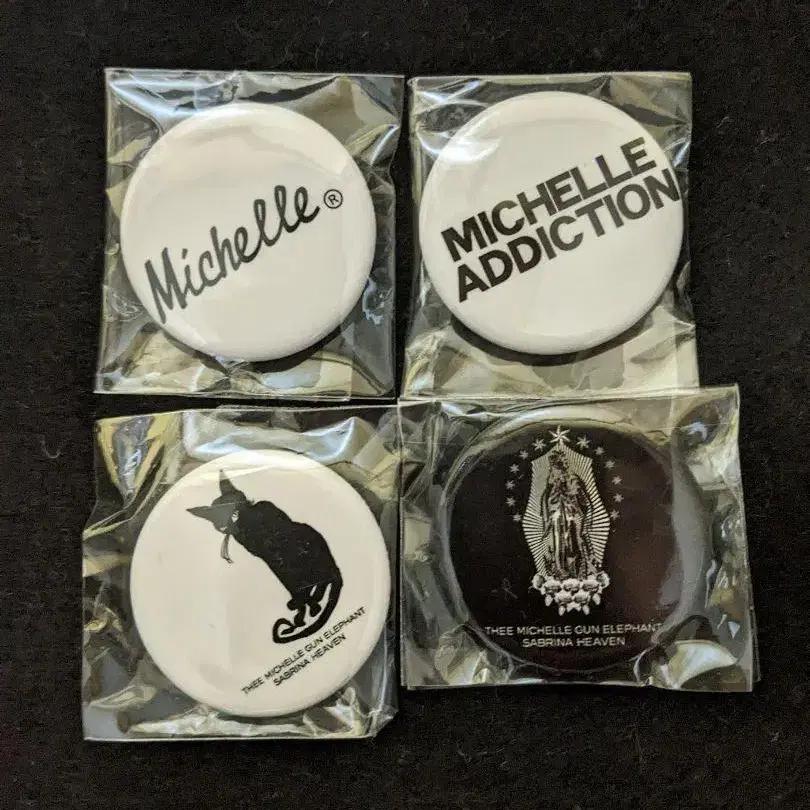 Michelle®
MICHELLE
ADDICTION
THEE MICHELLE GUN ELEPHANT
SABRINA HEAVEN
THEE MICHELLE GUN ELEPHANT
SABRINA HEAVEN